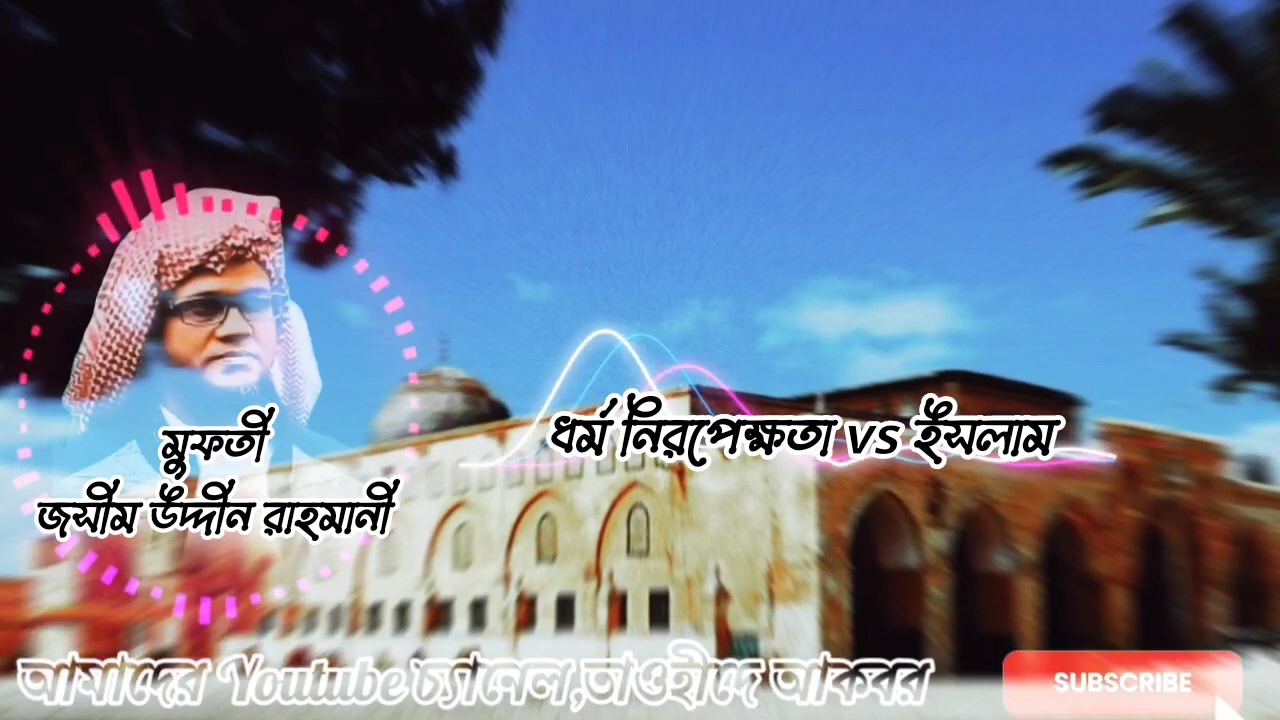 মুফতী
জসীম উদ্দীন রাহমানী
ধর্ম নিরপেক্ষতা vs ইসলাম
আমাদের Youtube চ্যানেল,তাওহীদে আকবর
SUBSCRIBE